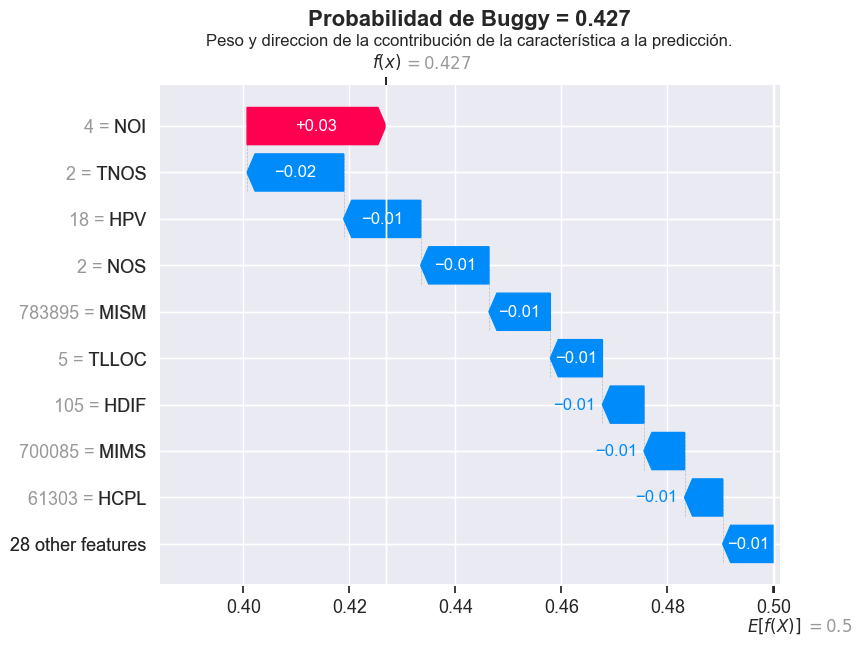 Probabilidad de Buggy = 0.427
Peso y direccion de la ccontribución de la característica a la predicción.
f(x) = 0.427
4 = NOI
+0.03
2 = TNOS
−0.02
18 = HPV
−0.01
2 = NOS
−0.01
783895 = MISM
−0.01
5 = TLLOC
−0.01
105 = HDIF
−0.01
700085 = MIMS
−0.01
61303 = HCPL
−0.01
28 other features
−0.01
0.40 0.42 0.44 0.46 0.48 0.50
E[f(X)] = 0.5